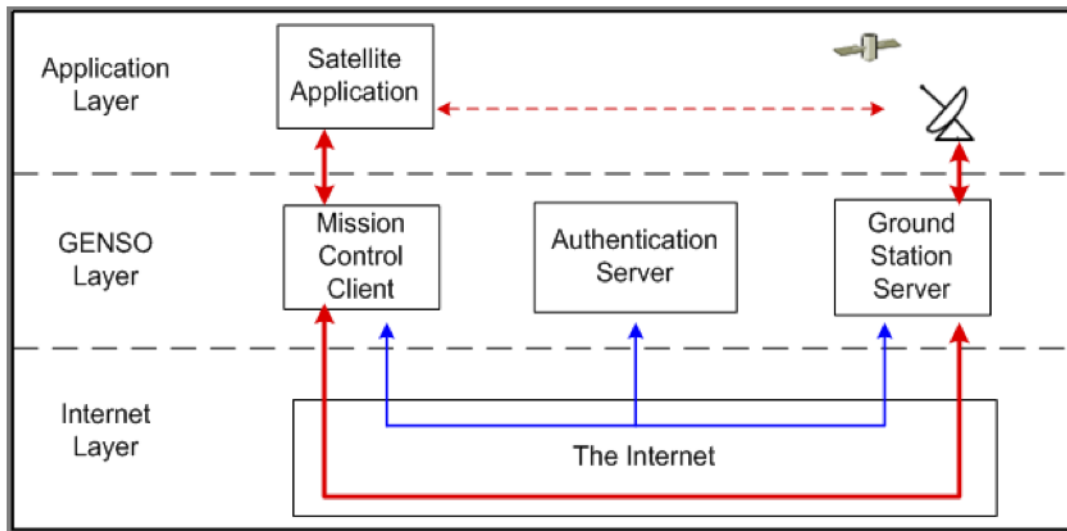 Application
Layer
Satellite
Application
GENSO
Layer
Mission
Control
Client
Authentication
Server
Ground
Station
Server
Internet
Layer
The Internet